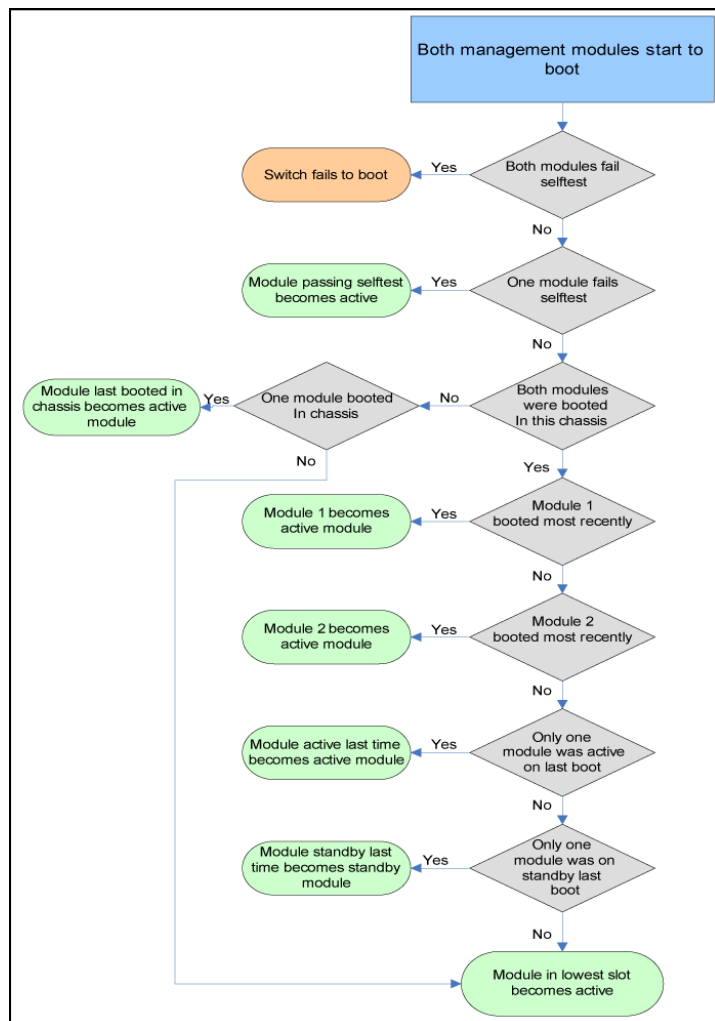 Both management modules start to
boot
Yes
Both modules fail
selftest
Switch fails to boot
No
Module passing selftest
becomes active
Yes
One module fails
selftest
No
Module last booted in
chassis becomes active
module
Yes
One module booted
In chassis
No
Both modules
were booted
In this chassis
No
Yes
Module 1 becomes
active module
Yes
Module 1
booted most recently
No
Module 2 becomes
active module
Yes
Module 2
booted most recently
No
Module active last time
becomes active module
Yes
Only one
module was active
on last boot
No
Module standby last
time becomes standby
module
Yes
Only one
module was on
standby last
boot
No
Module in lowest slot
becomes active